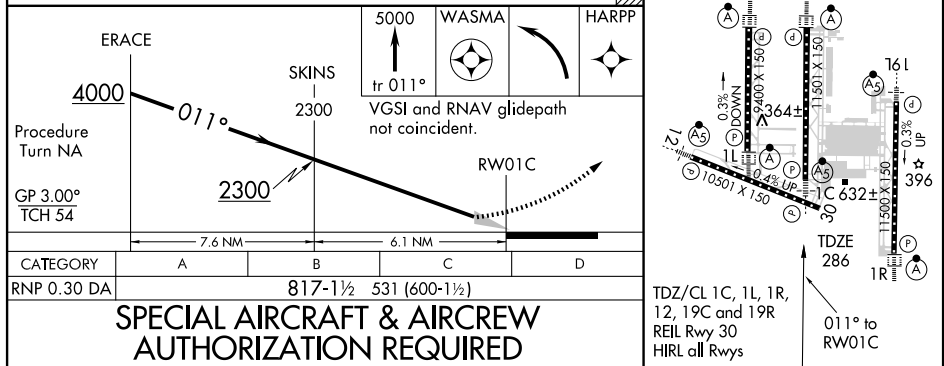 ERACE
4000
Procedure
Turn NA
GP 3.00°
TCH 54
011°
SKINS
2300
2300
5000
tr 011°
WASMA
HARPP
VGSI and RNAV glidepath
not coincident.
RW01C
7.6 NM
6.1 NM
CATEGORY A B C D
RNP 0.30 DA 817-1½ 531 (600-1½)
SPECIAL AIRCRAFT & AIRCREW
AUTHORIZATION REQUIRED
A
A
P
P
9400 X 150
0.3%
DOWN
11501 X 150
364±
19L
A5
P
0.3%
UP
396
11500 X 150
12
A5
P
P
1L
A
P
A5
0.4% UP
10501 X 150
1C
632±
P
30
TDZE
286
P
1R
A
TDZ/CL 1C, 1L, 1R,
12, 19C and 19R
REIL Rwy 30
HIRL all Rwys
011° to
RW01C